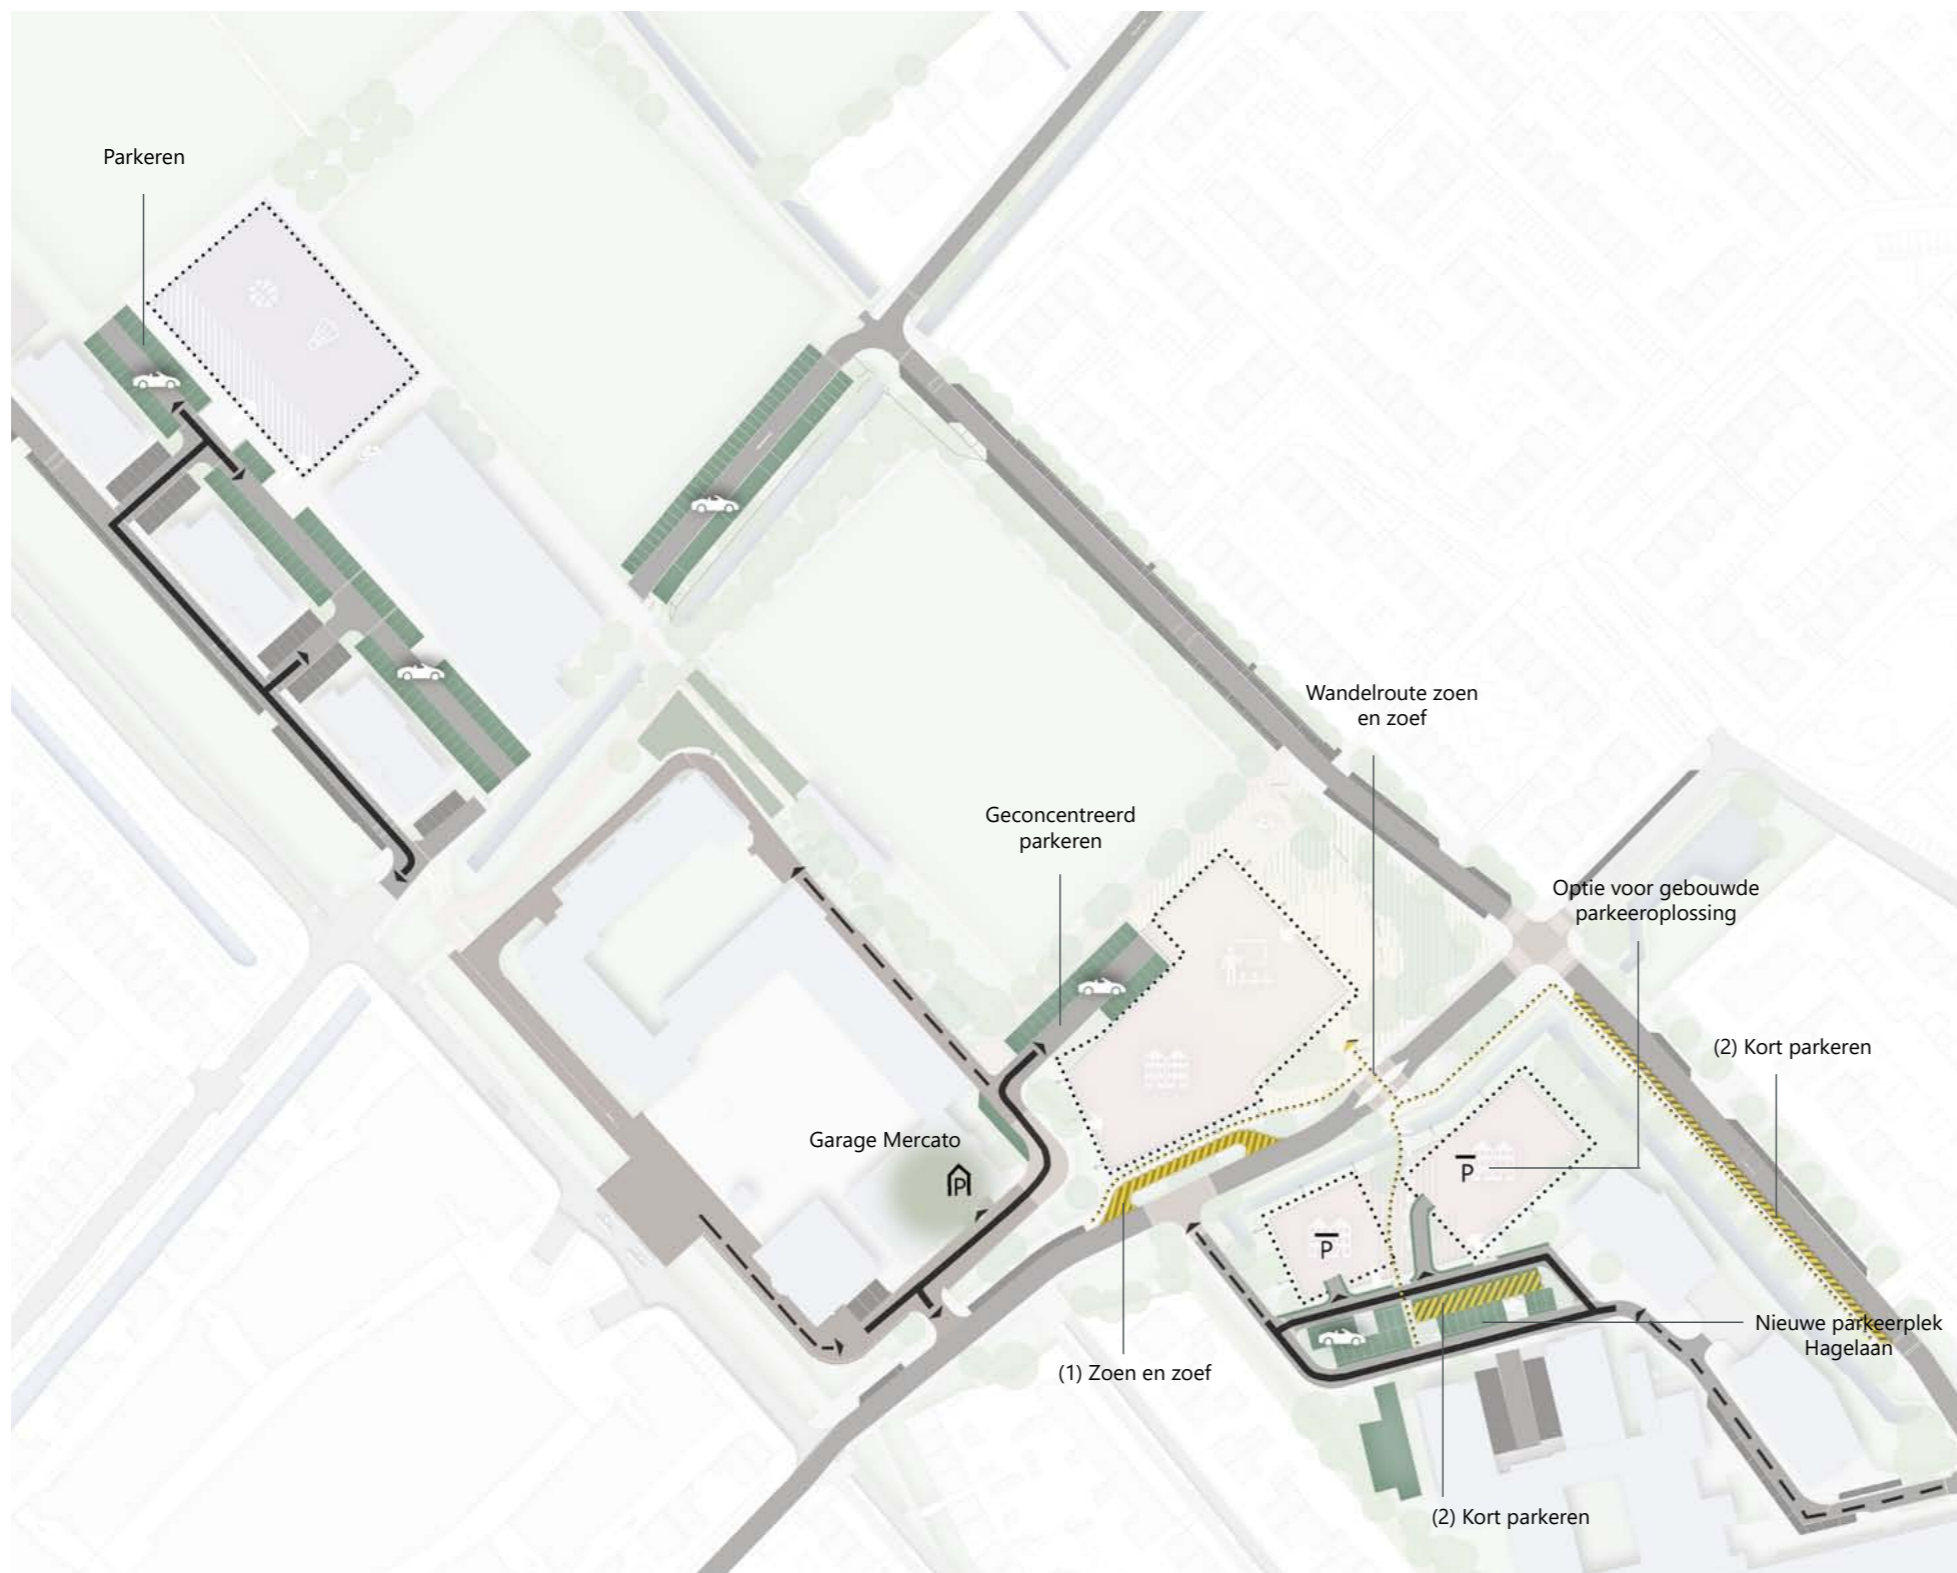 Parkeren
Wandelroute zoen
en zoef
Geconcentreerd
parkeren
Optie voor gebouwde
parkeeroplossing
(2) Kort parkeren
Garage Mercato
P
P
P
Nieuwe parkeerplek
Hagelaan
(1) Zoen en zoef
(2) Kort parkeren